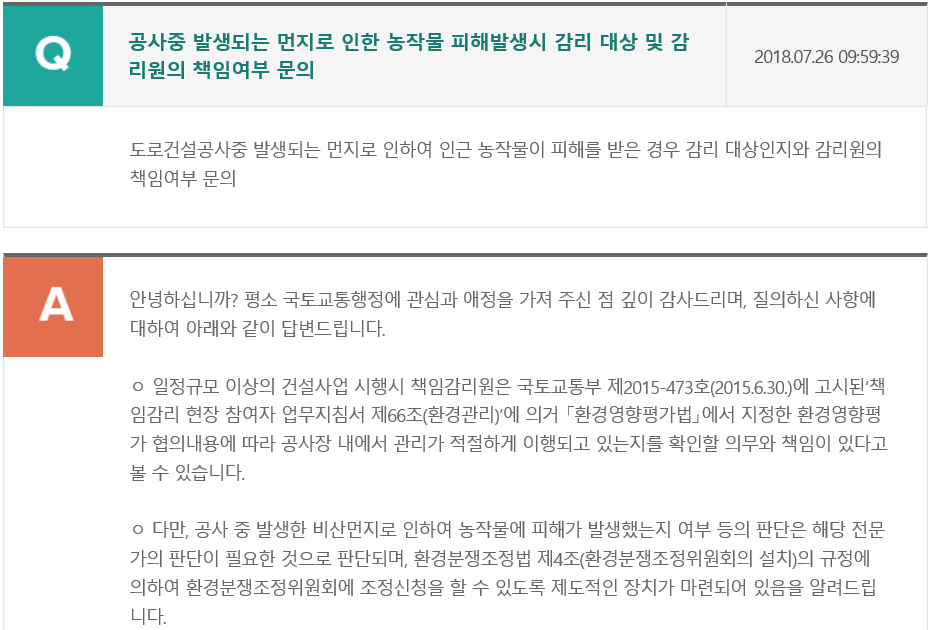 Q
공사중 발생되는 먼지로 인한 농작물 피해발생시 감리 대상 및 감
리원의 책임여부 문의
2018.07.26 09:59:39
도로건설공사중 발생되는 먼지로 인하여 인근 농작물이 피해를 받은 경우 감리 대상인지와 감리원의
책임여부 문의
A
안녕하십니까? 평소 국토교통행정에 관심과 애정을 가져 주신 점 깊이 감사드리며, 질의하신 사항에
대하여 아래와 같이 답변드립니다.
ㅇ 일정규모 이상의 건설사업 시행시 책임감리원은 국토교통부 제2015-473호(2015.6.30.)에 고시된‘책
임감리 현장 참여자 업무지침서 제66조(환경관리)’에 의거 「환경영향평가법」에서 지정한 환경영향평
가 협의내용에 따라 공사장 내에서 관리가 적절하게 이행되고 있는지를 확인할 의무와 책임이 있다고
볼 수 있습니다.
ㅇ 다만, 공사 중 발생한 비산먼지로 인하여 농작물에 피해가 발생했는지 여부 등의 판단은 해당 전문
가의 판단이 필요한 것으로 판단되며, 환경분쟁조정법 제4조(환경분쟁조정위원회의 설치)의 규정에
의하여 환경분쟁조정위원회에 조정신청을 할 수 있도록 제도적인 장치가 마련되어 있음을 알려드립
니다.